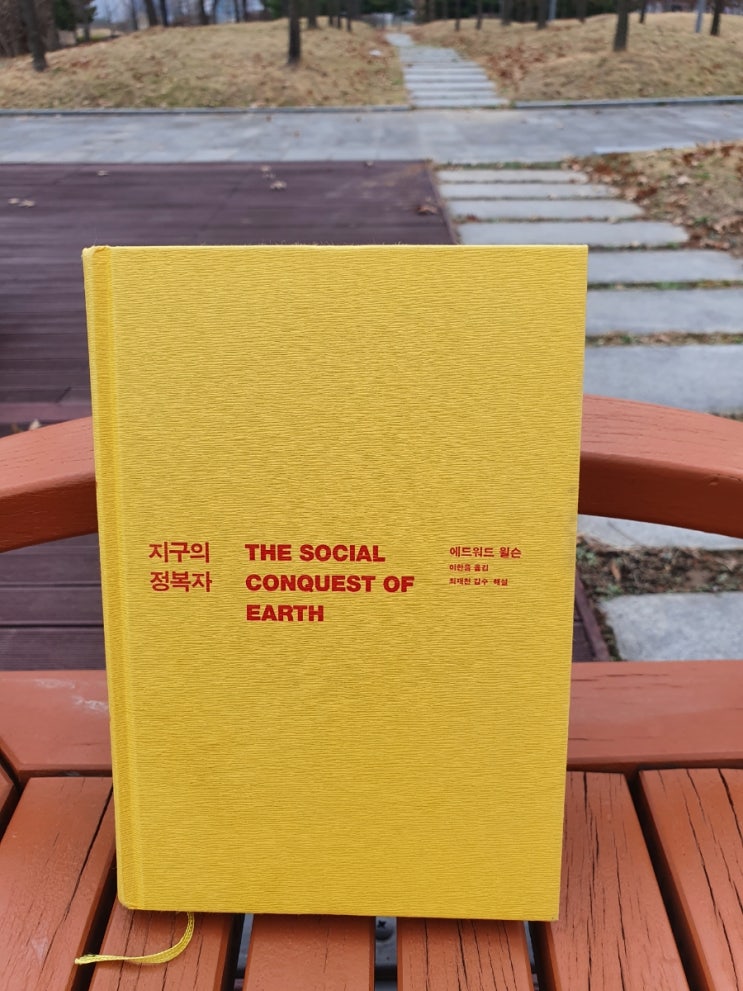 지구의
정복자
THE SOCIAL
CONQUEST OF
EARTH
에드워드 윌슨
이한음 옮김
최재천 감수 해설